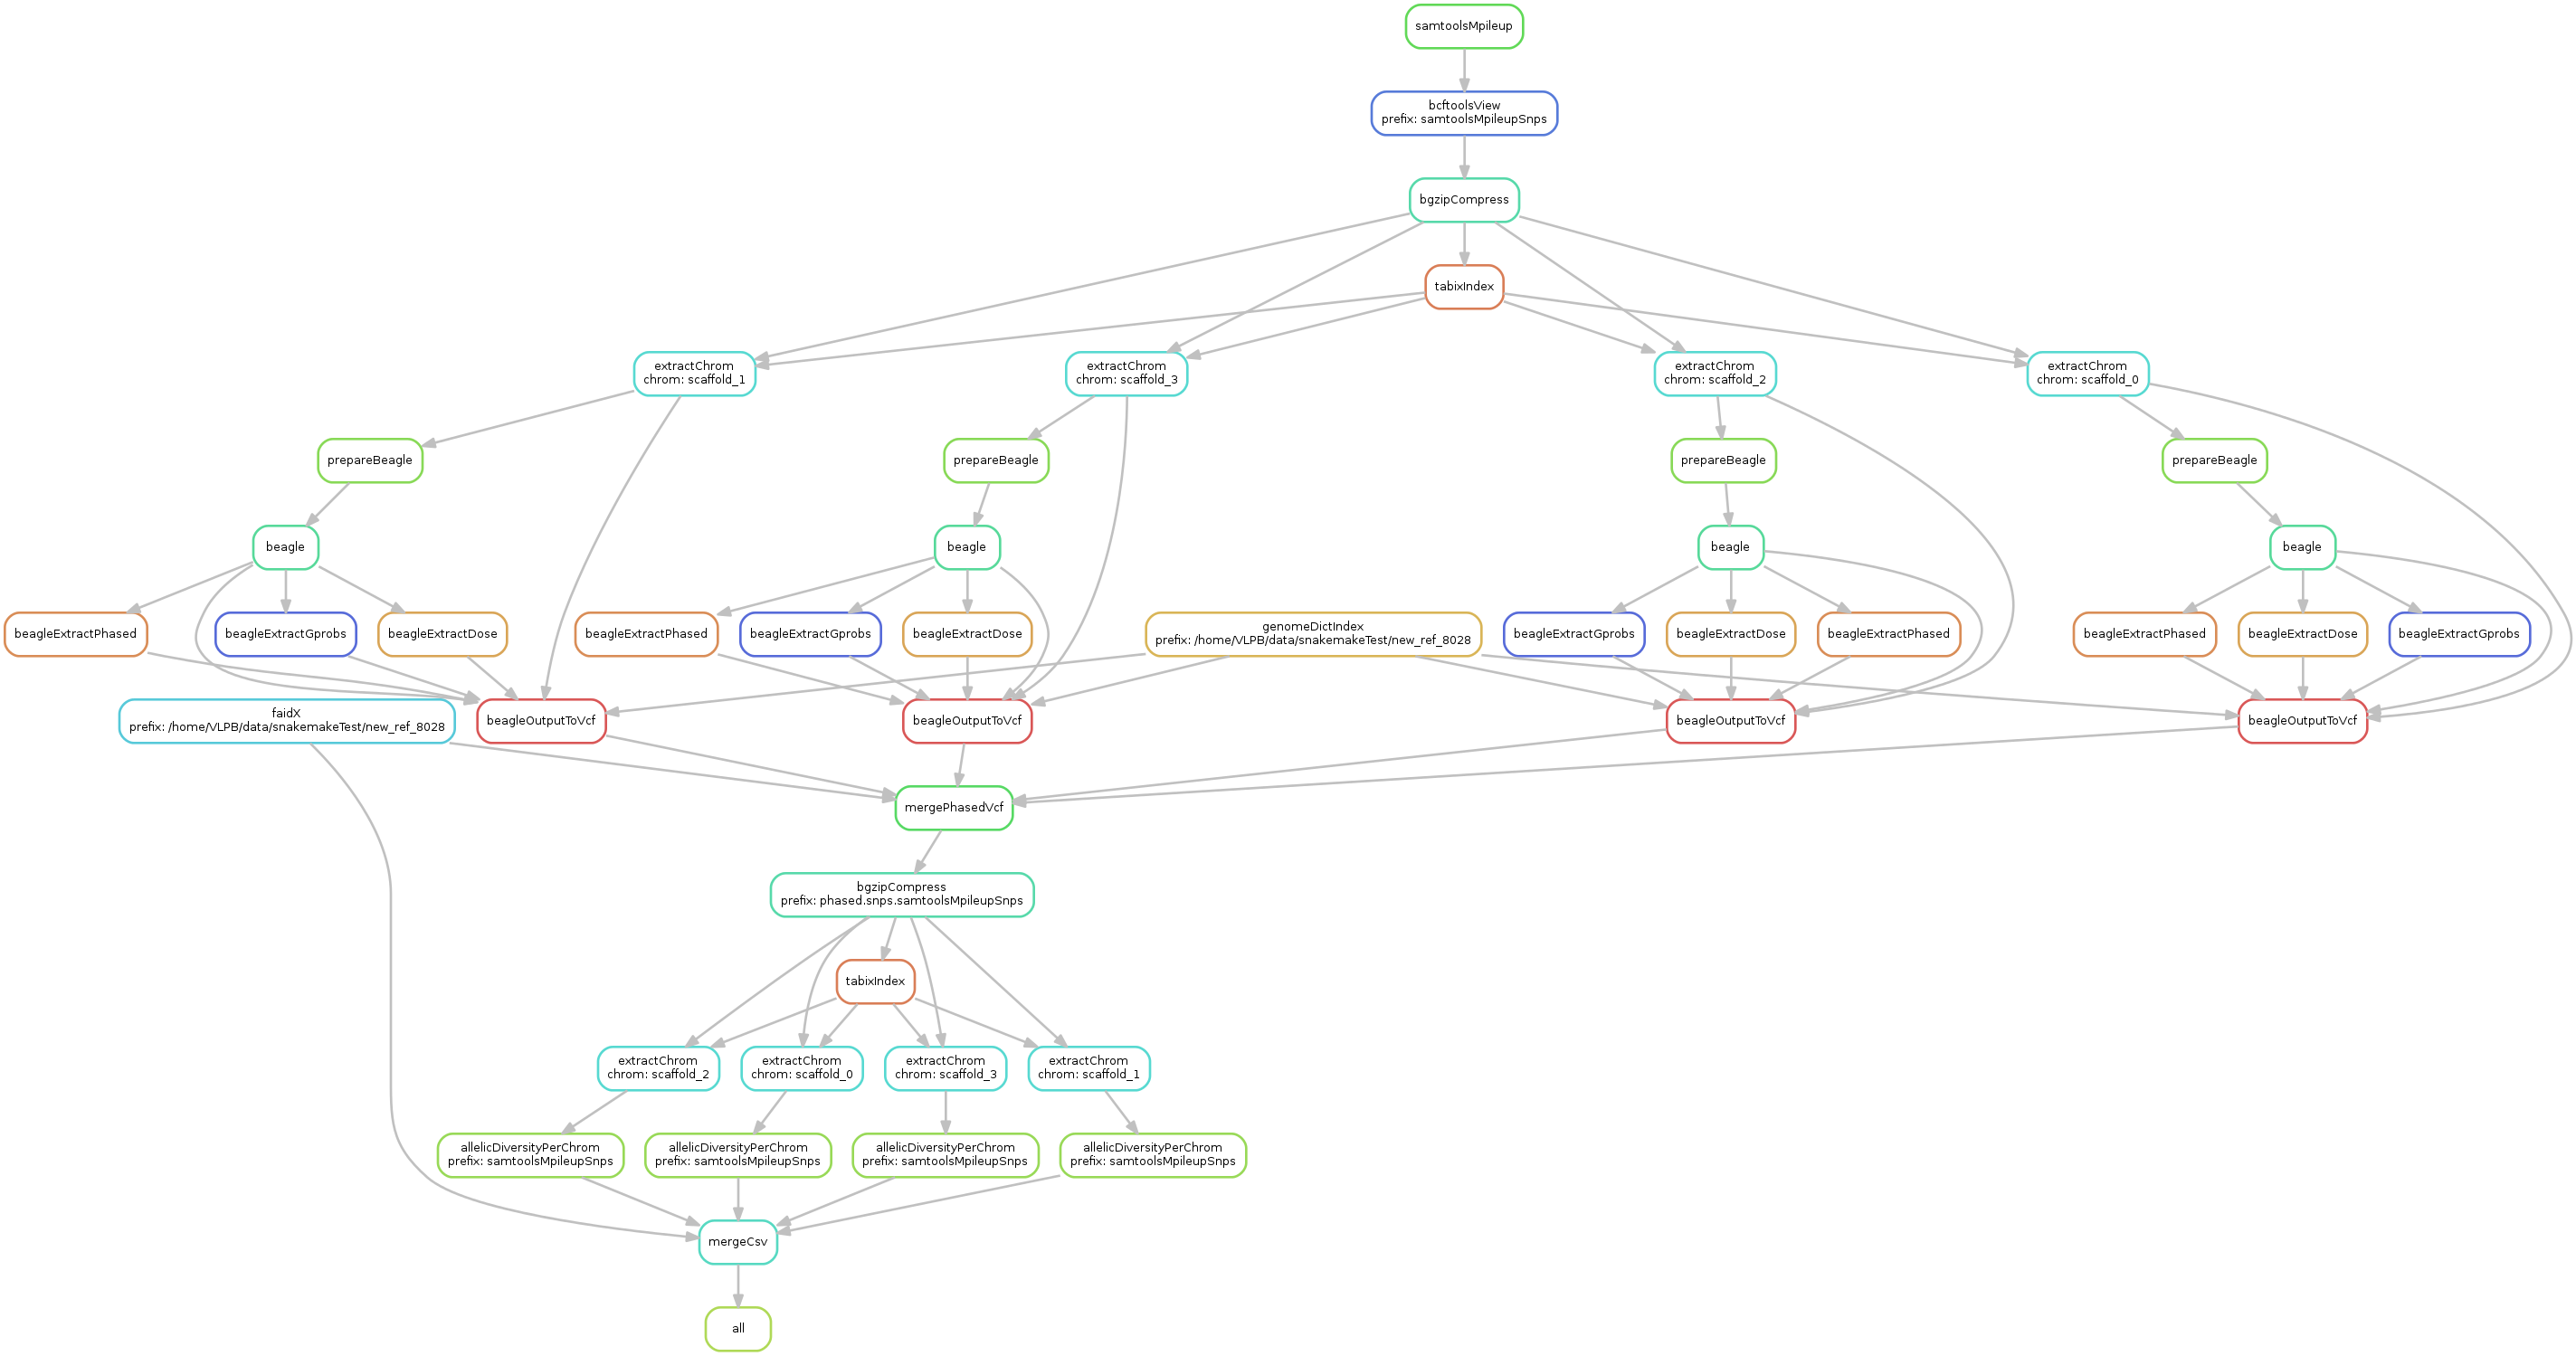 samtoolsMpileup
bcftoolsView
prefix: samtoolsMpileupSnps
bgzipCompress
tabixIndex
extractChrom
chrom: scaffold_1
extractChrom
chrom: scaffold_3
extractChrom
chrom: scaffold_2
extractChrom
chrom: scaffold_0
prepareBeagle
prepareBeagle
prepareBeagle
prepareBeagle
beagle
beagle
beagle
beagle
beagleExtractPhased
beagleExtractGprobs
beagleExtractDose
beagleExtractPhased
beagleExtractGprobs
beagleExtractDose
genomeDictIndex
prefix: /home/VLPB/data/snakemakeTest/new_ref_8028
beagleExtractGprobs
beagleExtractDose
beagleExtractPhased
beagleExtractPhased
beagleExtractDose
beagleExtractGprobs
faidX
prefix: /home/VLPB/data/snakemakeTest/new_ref_8028
beagleOutputToVcf
beagleOutputToVcf
beagleOutputToVcf
beagleOutputToVcf
mergePhasedVcf
bgzipCompress
prefix: phased.snps.samtoolsMpileupSnps
tabixIndex
extractChrom
chrom: scaffold_2
extractChrom
chrom: scaffold_0
extractChrom
chrom: scaffold_3
extractChrom
chrom: scaffold_1
allelicDiversityPerChrom
prefix: samtoolsMpileupSnps
allelicDiversityPerChrom
prefix: samtoolsMpileupSnps
allelicDiversityPerChrom
prefix: samtoolsMpileupSnps
allelicDiversityPerChrom
prefix: samtoolsMpileupSnps
mergeCsv
all